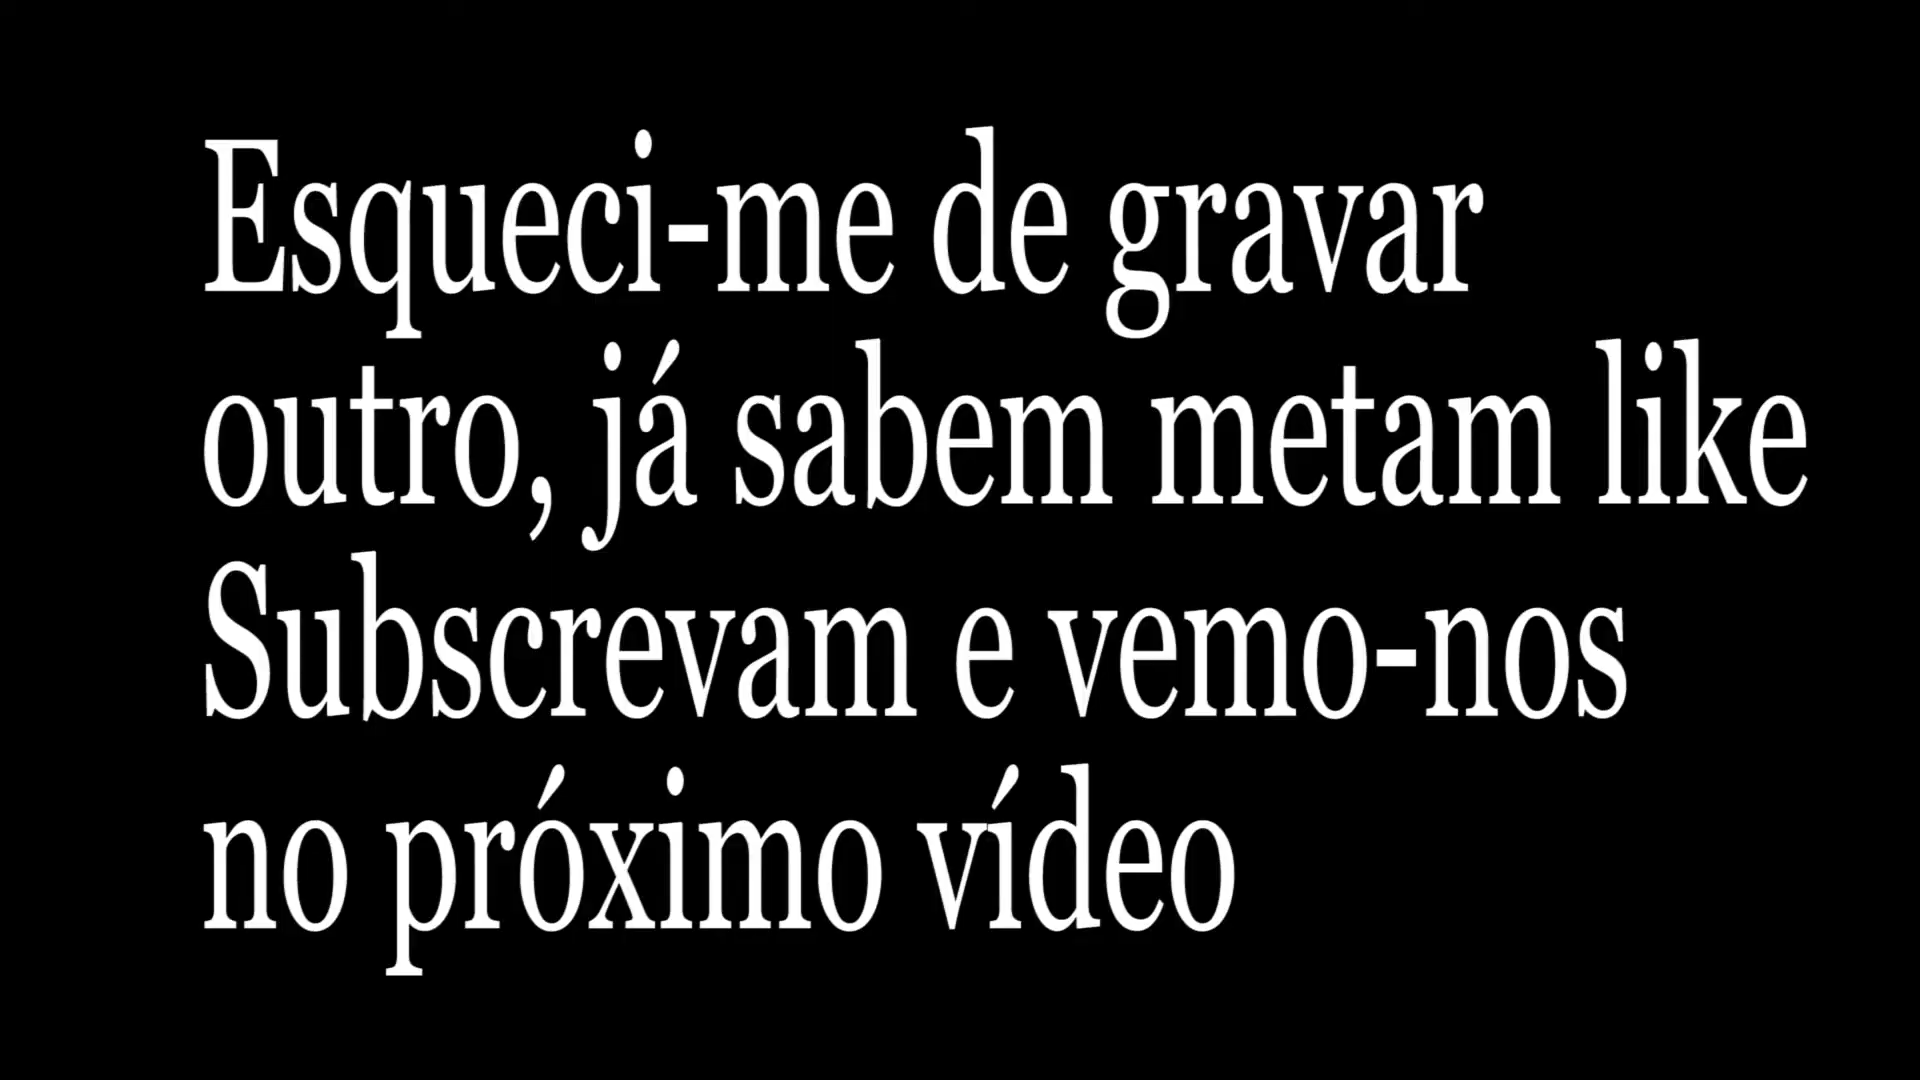 Esqueci-me de gravar
outro, já sabem metam like
Subscrevam e vemo-nos
no próximo vídeo